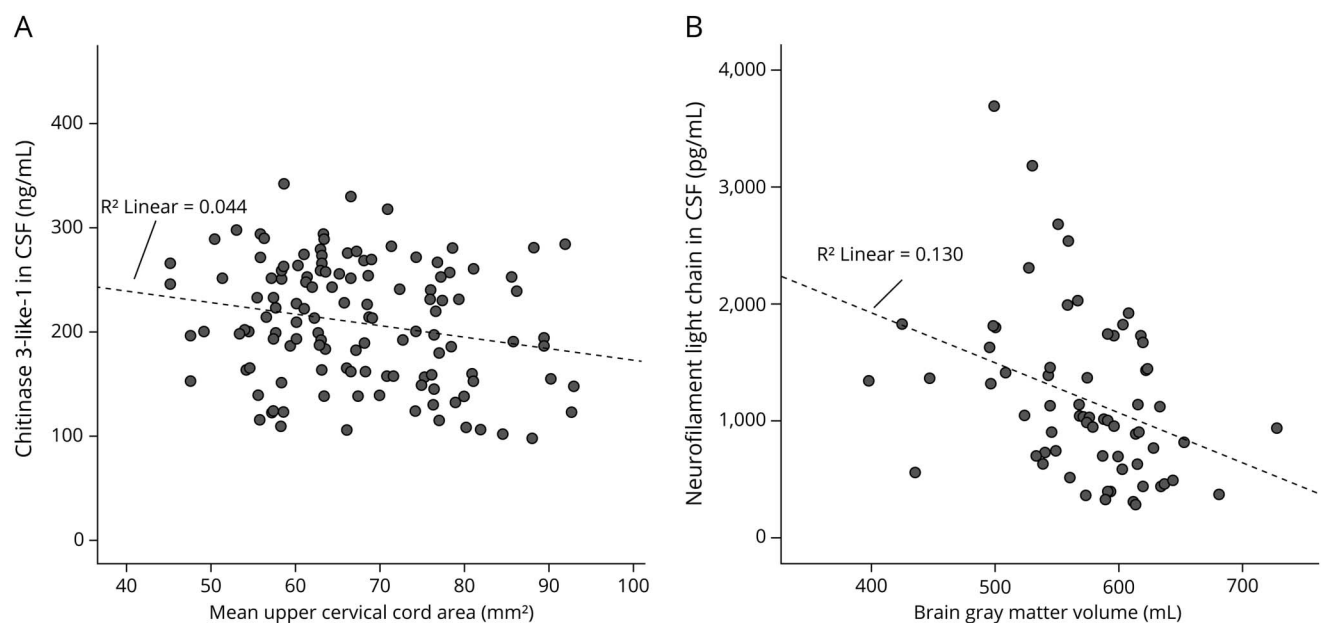 A
Chitinase 3-like-1 in CSF (ng/mL)
400
300
200
100
0
R² Linear = 0.044
40 50 60 70 80 90 100
Mean upper cervical cord area (mm²)
B
Neurofilament light chain in CSF (pg/mL)
4,000
3,000
2,000
1,000
0
R² Linear = 0.130
400 500 600 700
Brain gray matter volume (mL)